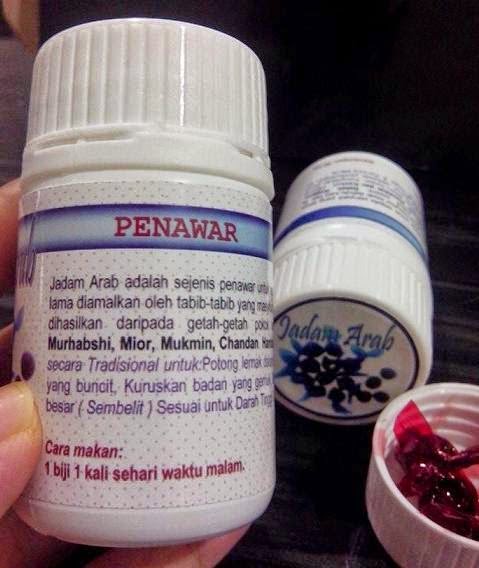 PENAWAR
Jadam Arab adalah sejenis penawar untuk
lama diamalkan oleh tabib-tabib yang
dihasilkan daripada getah-getah
Murhabshi, Mior, Mukmin, Chandan
secara Tradisional untuk:Potong lemak
yang buncit, Kuruskan badan yang
besar ( Sembelit ) Sesuai untuk Darah
Cara makan:
1 biji 1 kali sehari waktu malam.
Jadam Arab